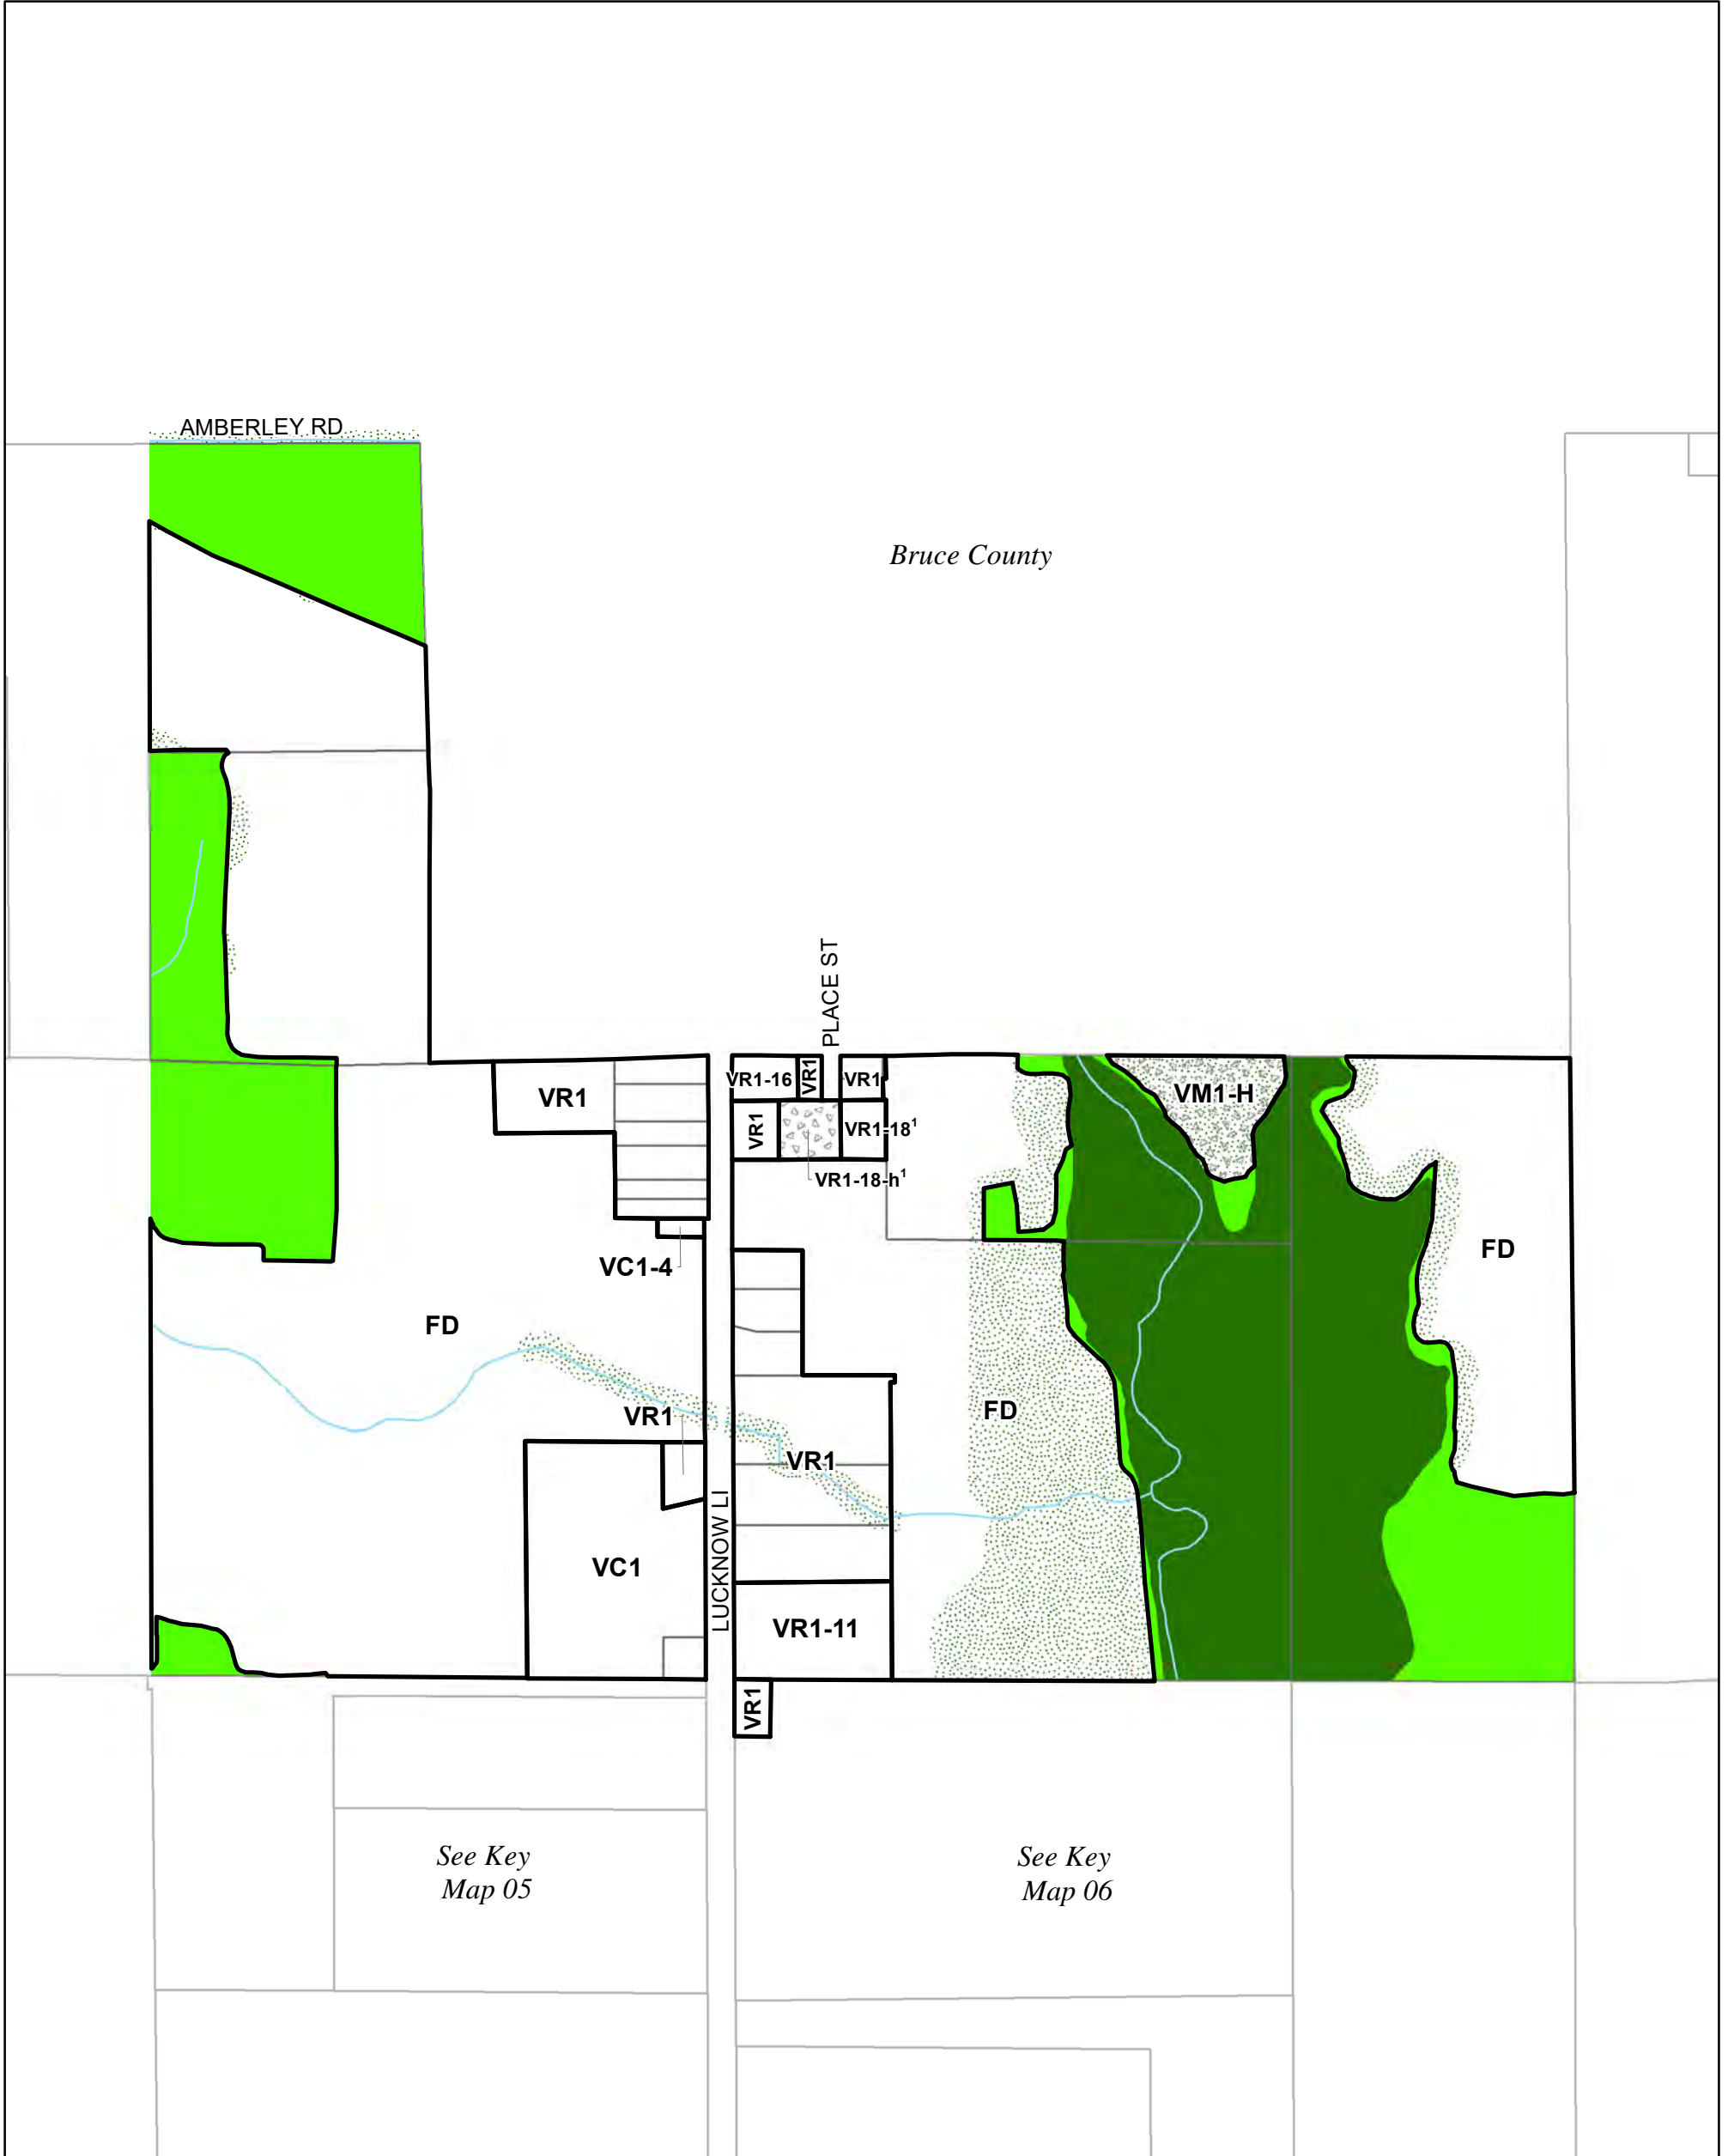 AMBERLEY RD
Bruce County
PLACE ST
VR1-16
VR1
VR1
VR1
VM1-H
VR1
VR1-18¹
VR1-18-h¹
FD
VC1-4
FD
FD
VR1
VR1
LUCKNOW LI
VC1
VR1-11
VR1
See Key
Map 05
See Key
Map 06